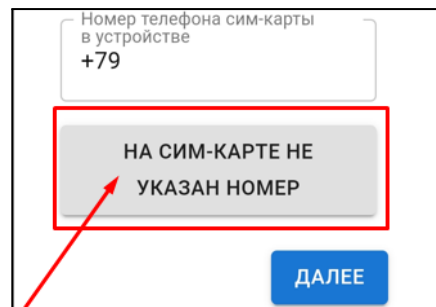 Номер телефона сим-карты
в устройстве
+79
НА СИМ-КАРТЕ НЕ
УКАЗАН НОМЕР
ДАЛЕЕ